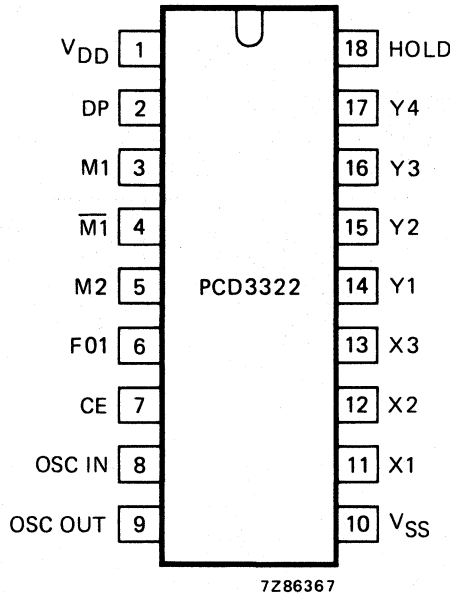 VDD 1 18 HOLD
DP 2 17 Y4
M1 3 16 Y3
M̅1̅ 4 15 Y2
M2 5 PCD3322 14 Y1
F01 6 13 X3
CE 7 12 X2
OSC IN 8 11 X1
OSC OUT 9 10 VSS
7Z86367